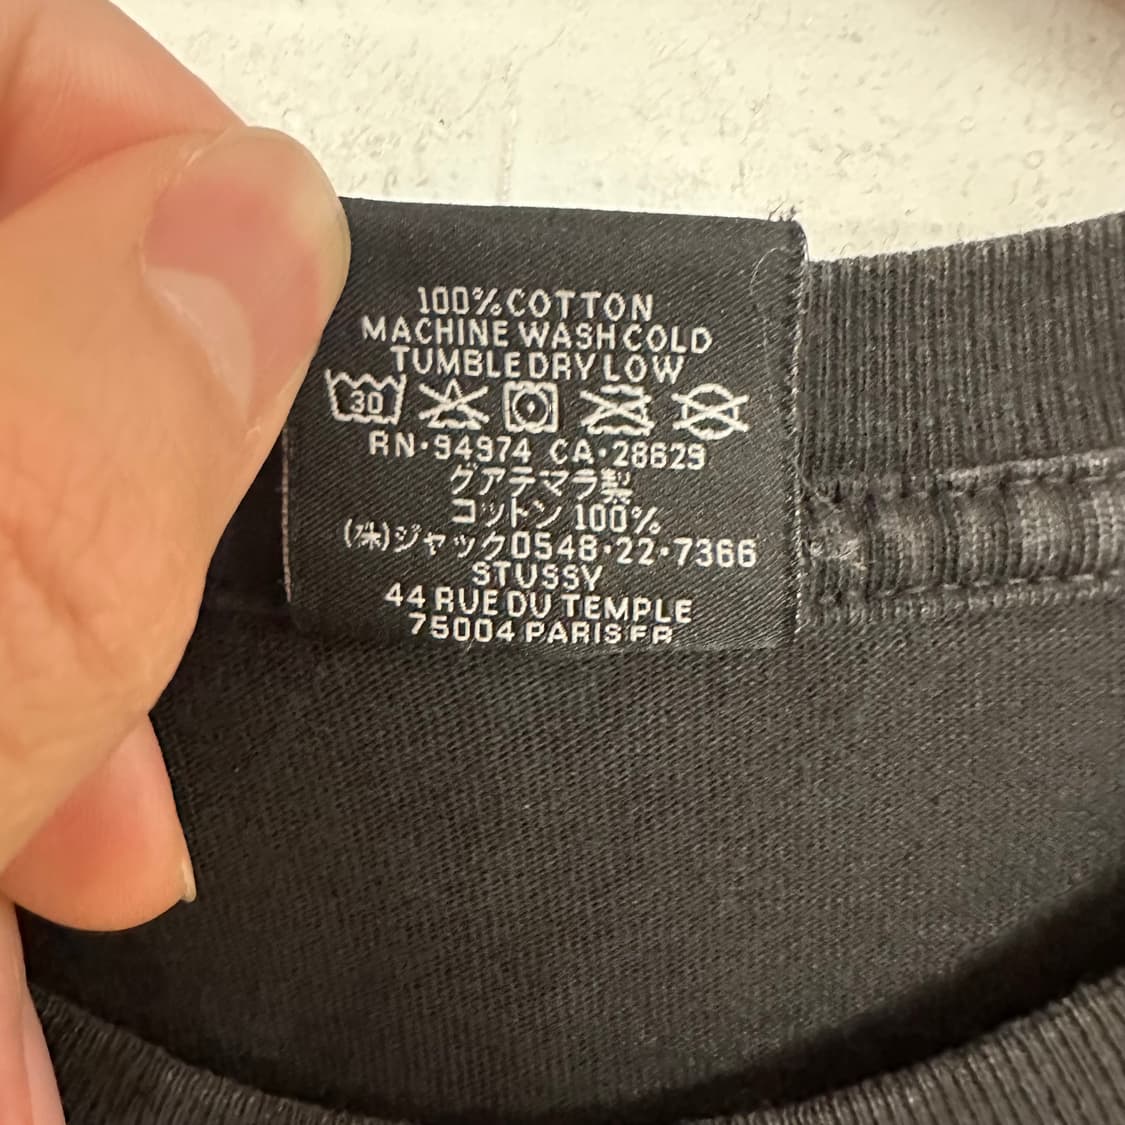 100% COTTON
MACHINE WASH COLD
TUMBLE DRY LOW
30
RN·94974 CA·28629
グアテマラ製
コットン 100%
(株)ジャック0548·22·7366
STUSSY
44 RUE DU TEMPLE
75004 PARIS FR